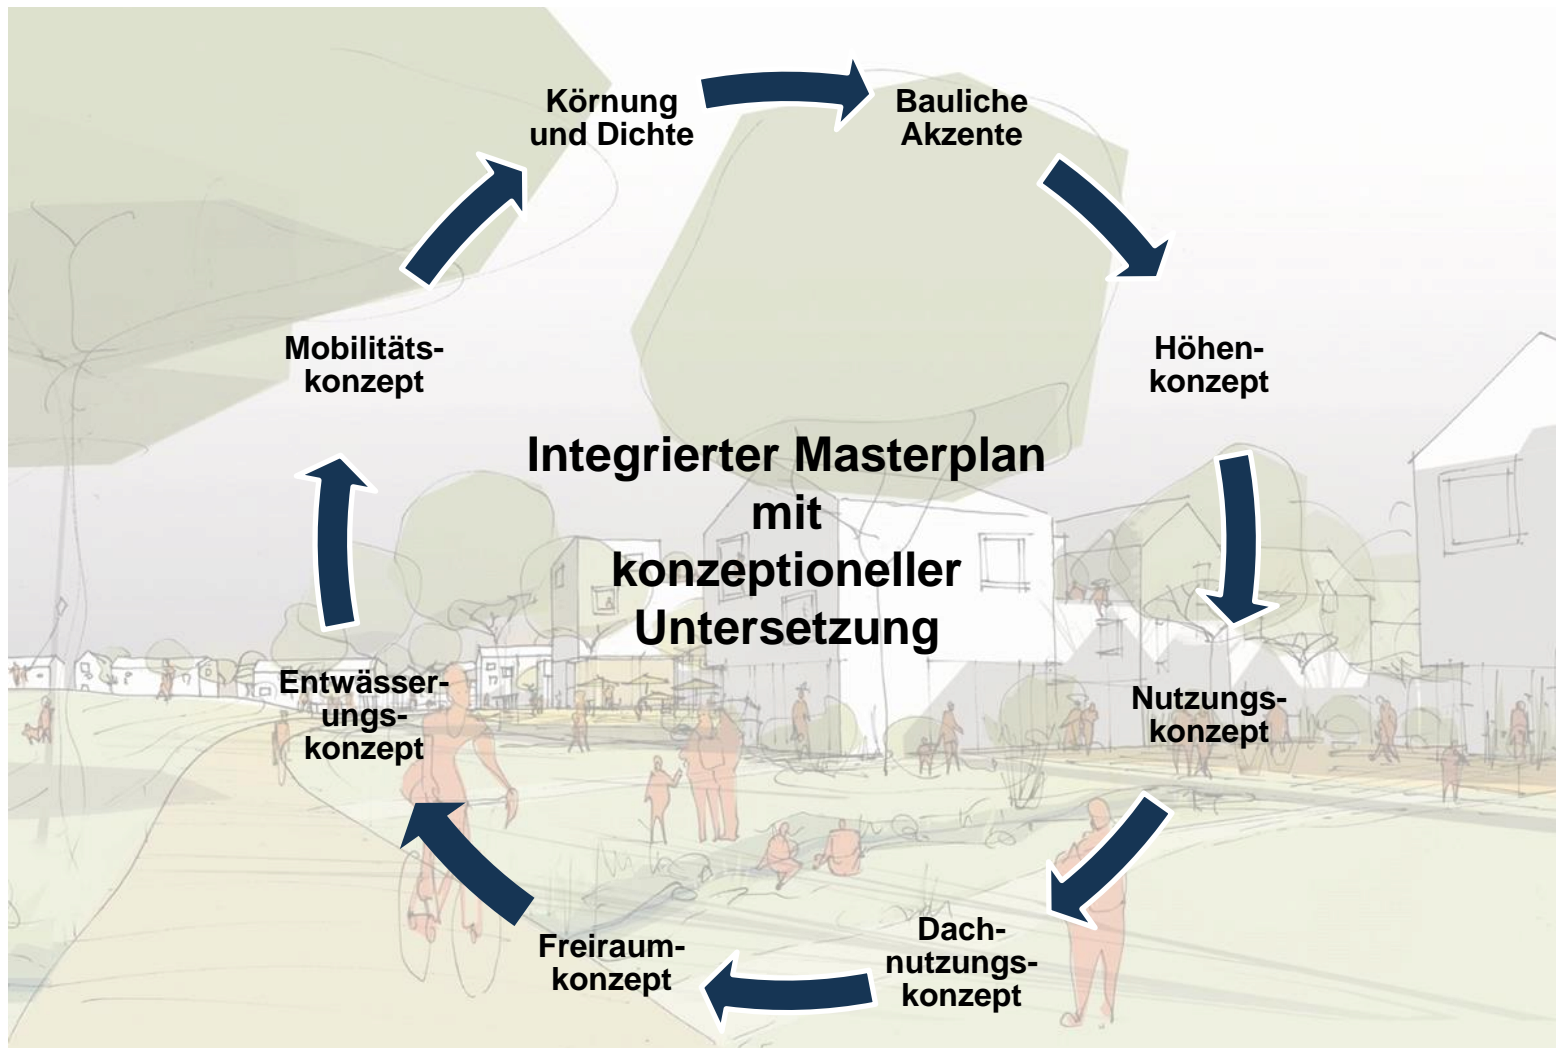 Körnung
und Dichte
Bauliche
Akzente
Höhen-
konzept
Nutzungs-
konzept
Dach-
nutzungs-
konzept
Freiraum-
konzept
Entwässer-
ungs-
konzept
Mobilitäts-
konzept
Integrierter Masterplan
mit
konzeptioneller
Untersetzung